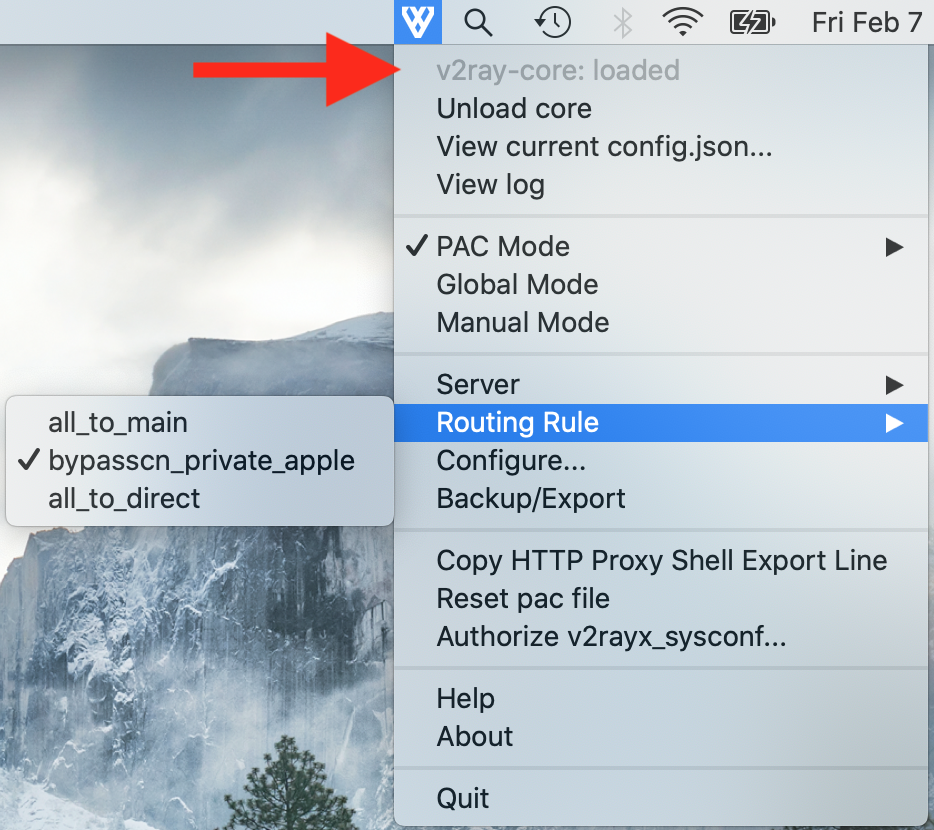 Fri Feb 7
v2ray-core: loaded
Unload core
View current config.json...
View log
PAC Mode
Global Mode
Manual Mode
Server
Routing Rule
all_to_main
bypasscn_private_apple
all_to_direct
Configure...
Backup/Export
Copy HTTP Proxy Shell Export Line
Reset pac file
Authorize v2rayx_sysconf...
Help
About
Quit